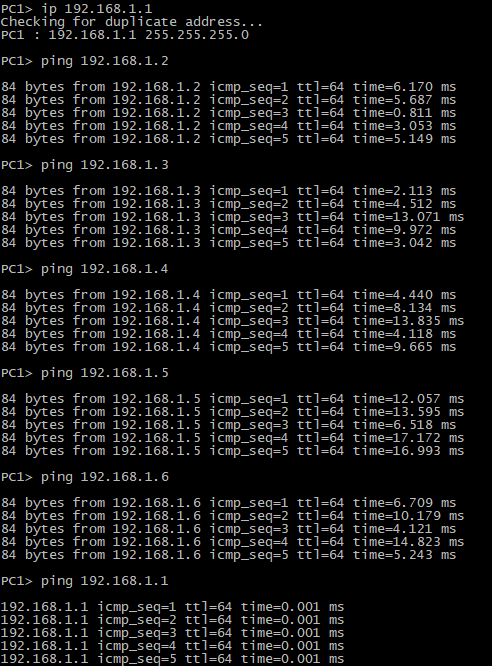 PC1> ip 192.168.1.1
Checking for duplicate address...
PC1 : 192.168.1.1 255.255.255.0
PC1> ping 192.168.1.2
84 bytes from 192.168.1.2 icmp_seq=1 ttl=64 time=6.170 ms
84 bytes from 192.168.1.2 icmp_seq=2 ttl=64 time=5.687 ms
84 bytes from 192.168.1.2 icmp_seq=3 ttl=64 time=0.811 ms
84 bytes from 192.168.1.2 icmp_seq=4 ttl=64 time=3.053 ms
84 bytes from 192.168.1.2 icmp_seq=5 ttl=64 time=5.149 ms
PC1> ping 192.168.1.3
84 bytes from 192.168.1.3 icmp_seq=1 ttl=64 time=2.113 ms
84 bytes from 192.168.1.3 icmp_seq=2 ttl=64 time=4.512 ms
84 bytes from 192.168.1.3 icmp_seq=3 ttl=64 time=13.071 ms
84 bytes from 192.168.1.3 icmp_seq=4 ttl=64 time=9.972 ms
84 bytes from 192.168.1.3 icmp_seq=5 ttl=64 time=3.042 ms
PC1> ping 192.168.1.4
84 bytes from 192.168.1.4 icmp_seq=1 ttl=64 time=4.440 ms
84 bytes from 192.168.1.4 icmp_seq=2 ttl=64 time=8.134 ms
84 bytes from 192.168.1.4 icmp_seq=3 ttl=64 time=13.835 ms
84 bytes from 192.168.1.4 icmp_seq=4 ttl=64 time=4.118 ms
84 bytes from 192.168.1.4 icmp_seq=5 ttl=64 time=9.665 ms
PC1> ping 192.168.1.5
84 bytes from 192.168.1.5 icmp_seq=1 ttl=64 time=12.057 ms
84 bytes from 192.168.1.5 icmp_seq=2 ttl=64 time=13.595 ms
84 bytes from 192.168.1.5 icmp_seq=3 ttl=64 time=6.518 ms
84 bytes from 192.168.1.5 icmp_seq=4 ttl=64 time=17.172 ms
84 bytes from 192.168.1.5 icmp_seq=5 ttl=64 time=16.993 ms
PC1> ping 192.168.1.6
84 bytes from 192.168.1.6 icmp_seq=1 ttl=64 time=6.709 ms
84 bytes from 192.168.1.6 icmp_seq=2 ttl=64 time=10.179 ms
84 bytes from 192.168.1.6 icmp_seq=3 ttl=64 time=4.121 ms
84 bytes from 192.168.1.6 icmp_seq=4 ttl=64 time=14.823 ms
84 bytes from 192.168.1.6 icmp_seq=5 ttl=64 time=5.243 ms
PC1> ping 192.168.1.1
192.168.1.1 icmp_seq=1 ttl=64 time=0.001 ms
192.168.1.1 icmp_seq=2 ttl=64 time=0.001 ms
192.168.1.1 icmp_seq=3 ttl=64 time=0.001 ms
192.168.1.1 icmp_seq=4 ttl=64 time=0.001 ms
192.168.1.1 icmp_seq=5 ttl=64 time=0.001 ms